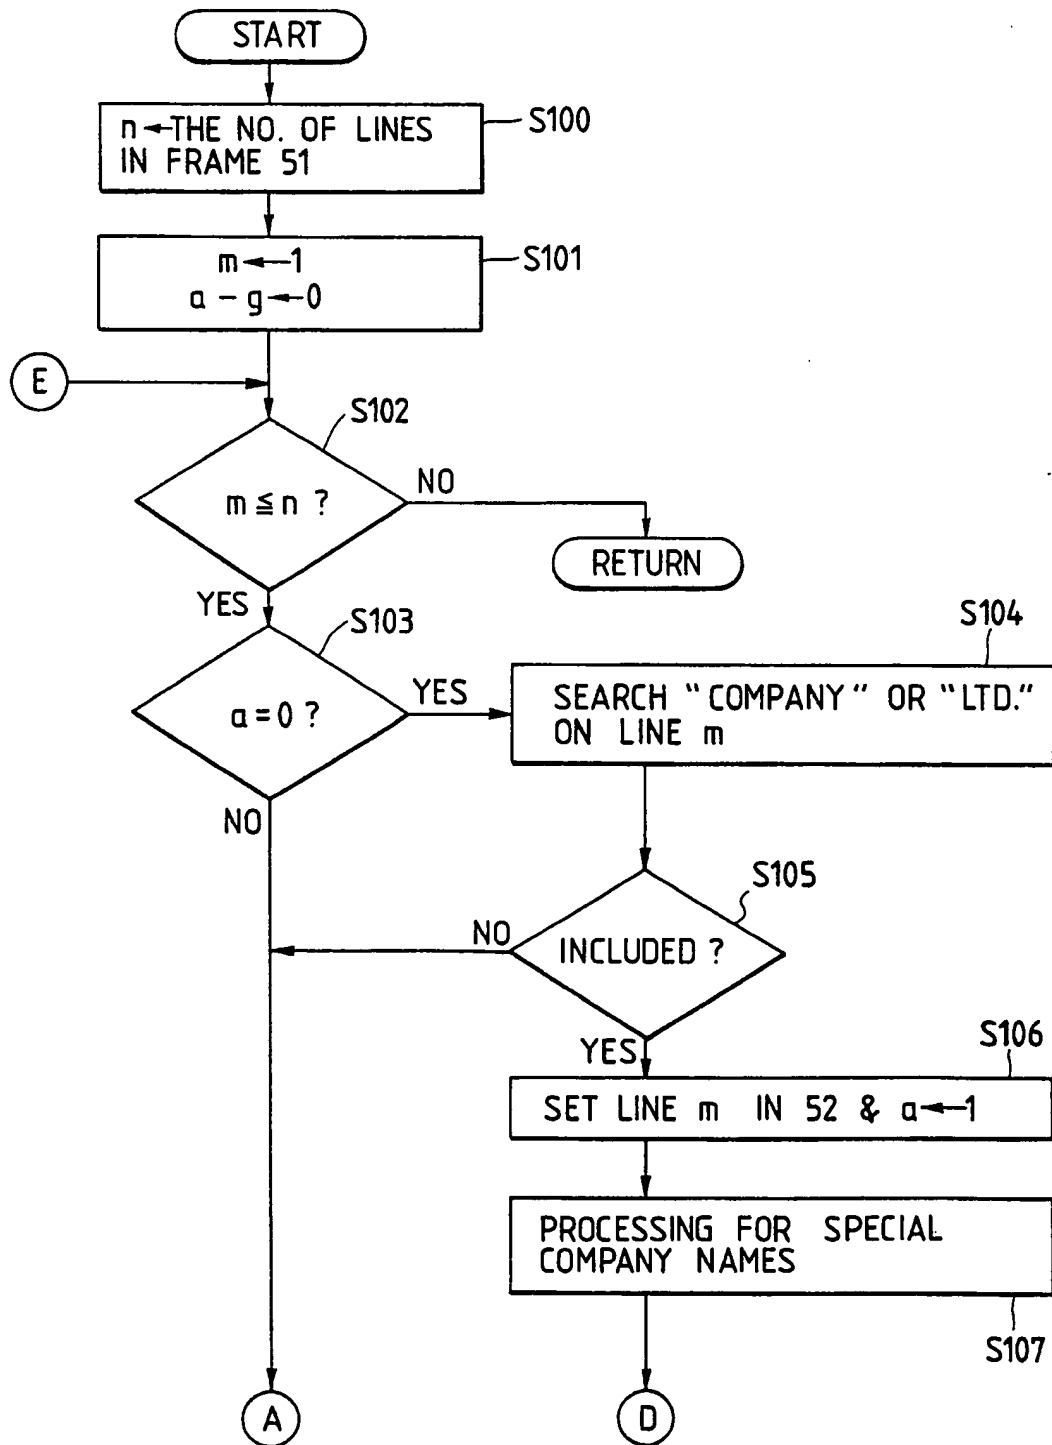 START
n←THE NO. OF LINES
IN FRAME 51
S100
m←1
a - g←0
S101
E
S102
m≦n ?
NO
RETURN
YES
S103
a=0 ?
YES
S104
SEARCH "COMPANY" OR "LTD."
ON LINE m
NO
S105
NO
INCLUDED ?
YES
S106
SET LINE m IN 52 & a←1
PROCESSING FOR SPECIAL
COMPANY NAMES
S107
A
D